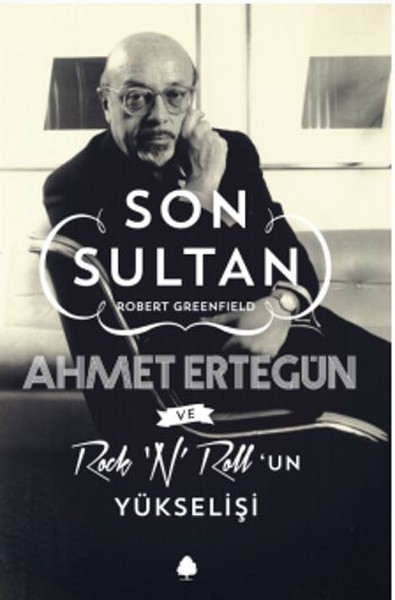 SON
SULTAN
ROBERT GREENFIELD
AHMET ERTEGÜN
VE
Rock 'N' Roll 'UN
YÜKSELİŞİ